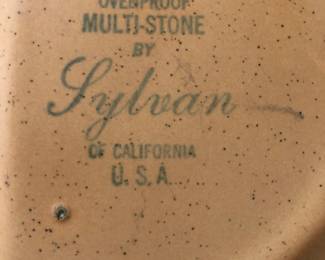 OVENPROOF
MULTI-STONE
BY
Sylvan
OF CALIFORNIA
U.S.A.